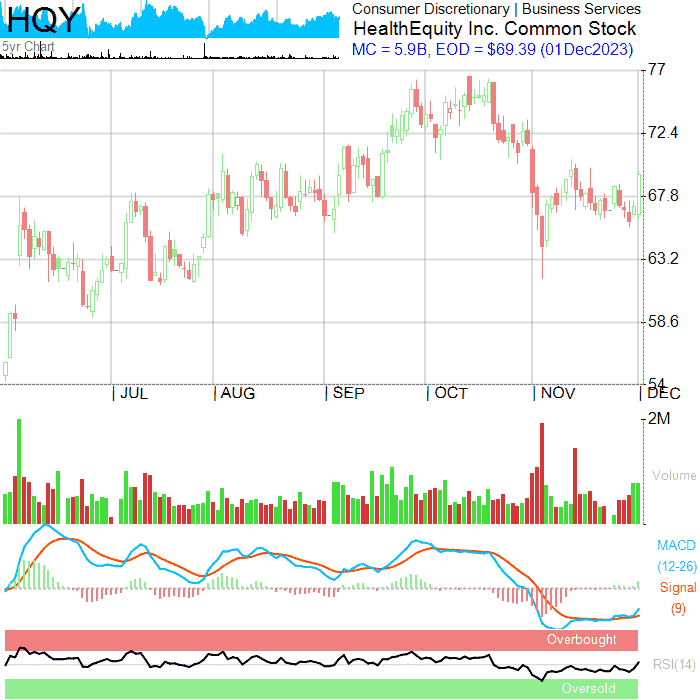 HQY
5yr Chart
Consumer Discretionary | Business Services
HealthEquity Inc. Common Stock
MC = 5.9B, EOD = $69.39 (01Dec2023)
77
72.4
67.8
63.2
58.6
54
| JUL | AUG | SEP | OCT | NOV | DEC
2M
Volume
MACD
(12-26)
Signal
(9)
Overbought
RSI(14)
Oversold